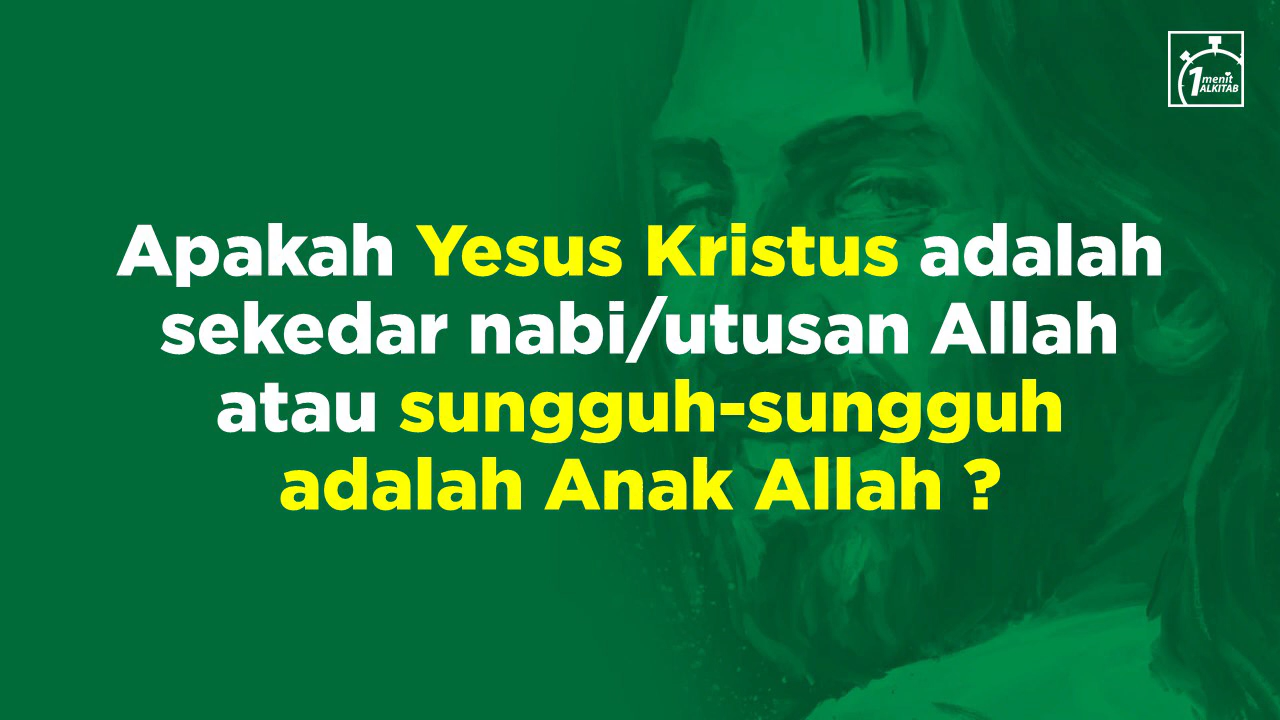 1
menit
ALKITAB
Apakah Yesus Kristus adalah
sekedar nabi/utusan Allah
atau sungguh-sungguh
adalah Anak Allah ?